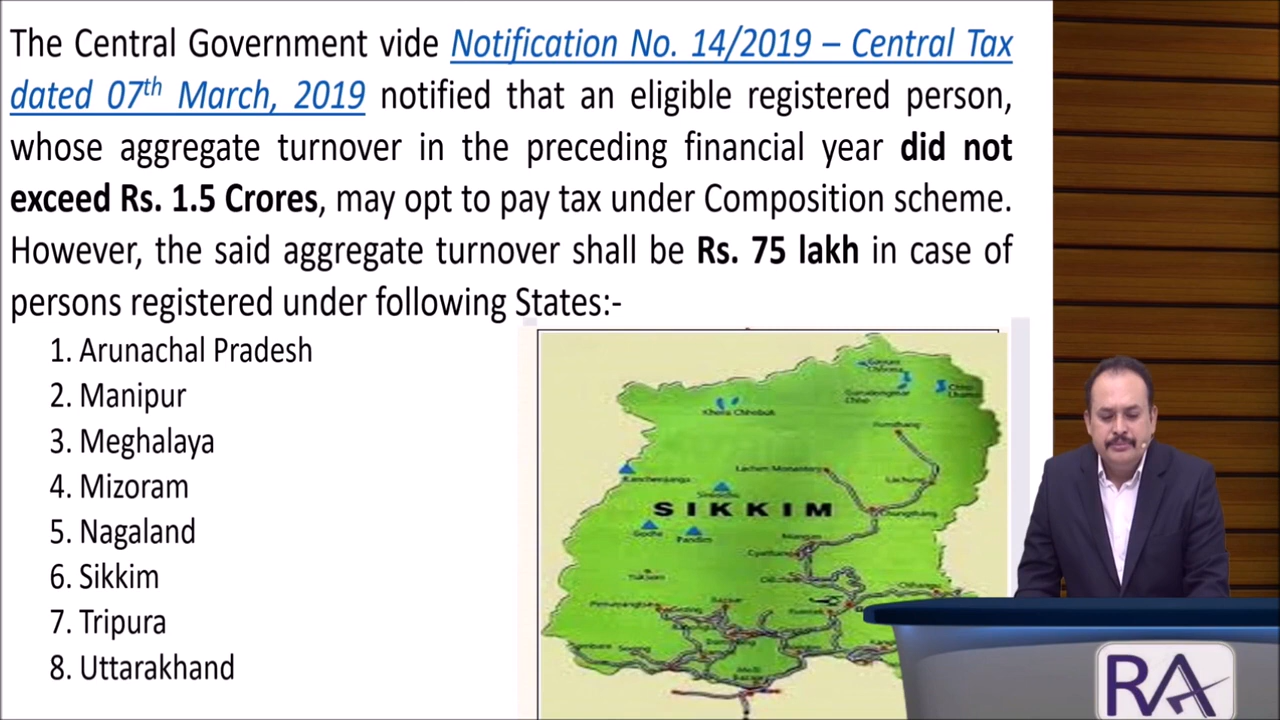 The Central Government vide Notification No. 14/2019 – Central Tax
dated 07th March, 2019 notified that an eligible registered person,
whose aggregate turnover in the preceding financial year did not
exceed Rs. 1.5 Crores, may opt to pay tax under Composition scheme.
However, the said aggregate turnover shall be Rs. 75 lakh in case of
persons registered under following States:-
1. Arunachal Pradesh
2. Manipur
3. Meghalaya
4. Mizoram
5. Nagaland
6. Sikkim
7. Tripura
8. Uttarakhand
Lachen Monastery
Lachung
SIKKIM
Pandim
RA